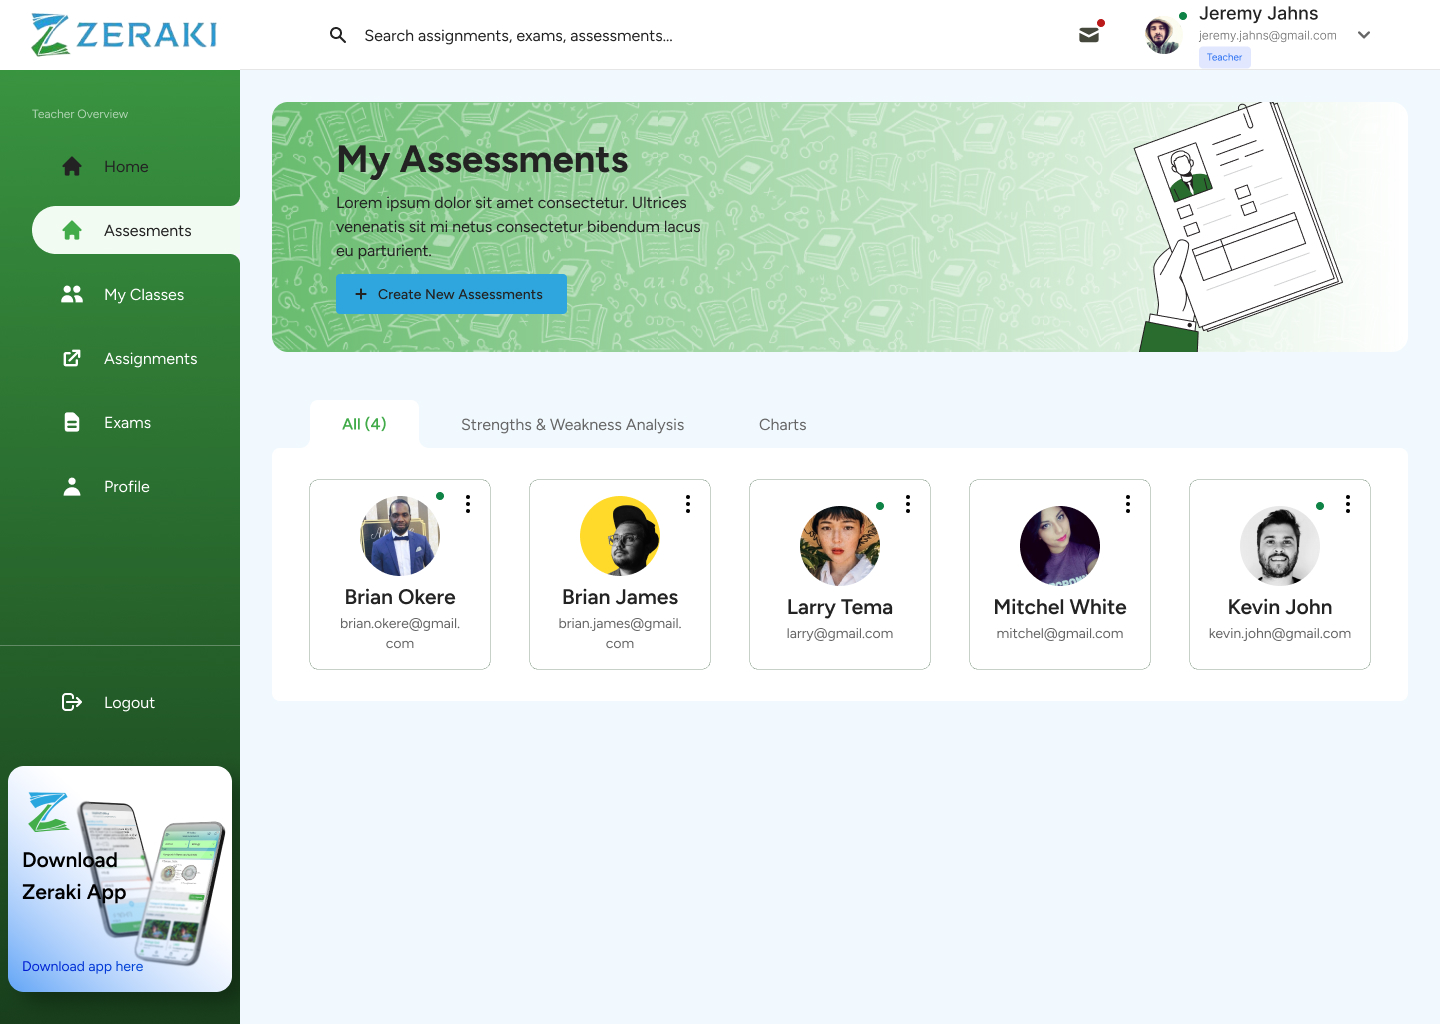 ZERAKI
Search assignments, exams, assessments...
Jeremy Jahns
jeremy.jahns@gmail.com
Teacher
Teacher Overview
Home
Assesments
My Classes
Assignments
Exams
Profile
Logout
Download
Zeraki App
Download app here
My Assessments
Lorem ipsum dolor sit amet consectetur. Ultrices
venenatis sit mi netus consectetur bibendum lacus
eu parturient.
+ Create New Assessments
All (4)
Strengths & Weakness Analysis
Charts
Brian Okere
brian.okere@gmail.
com
Brian James
brian.james@gmail.
com
Larry Tema
larry@gmail.com
Mitchel White
mitchel@gmail.com
Kevin John
kevin.john@gmail.com